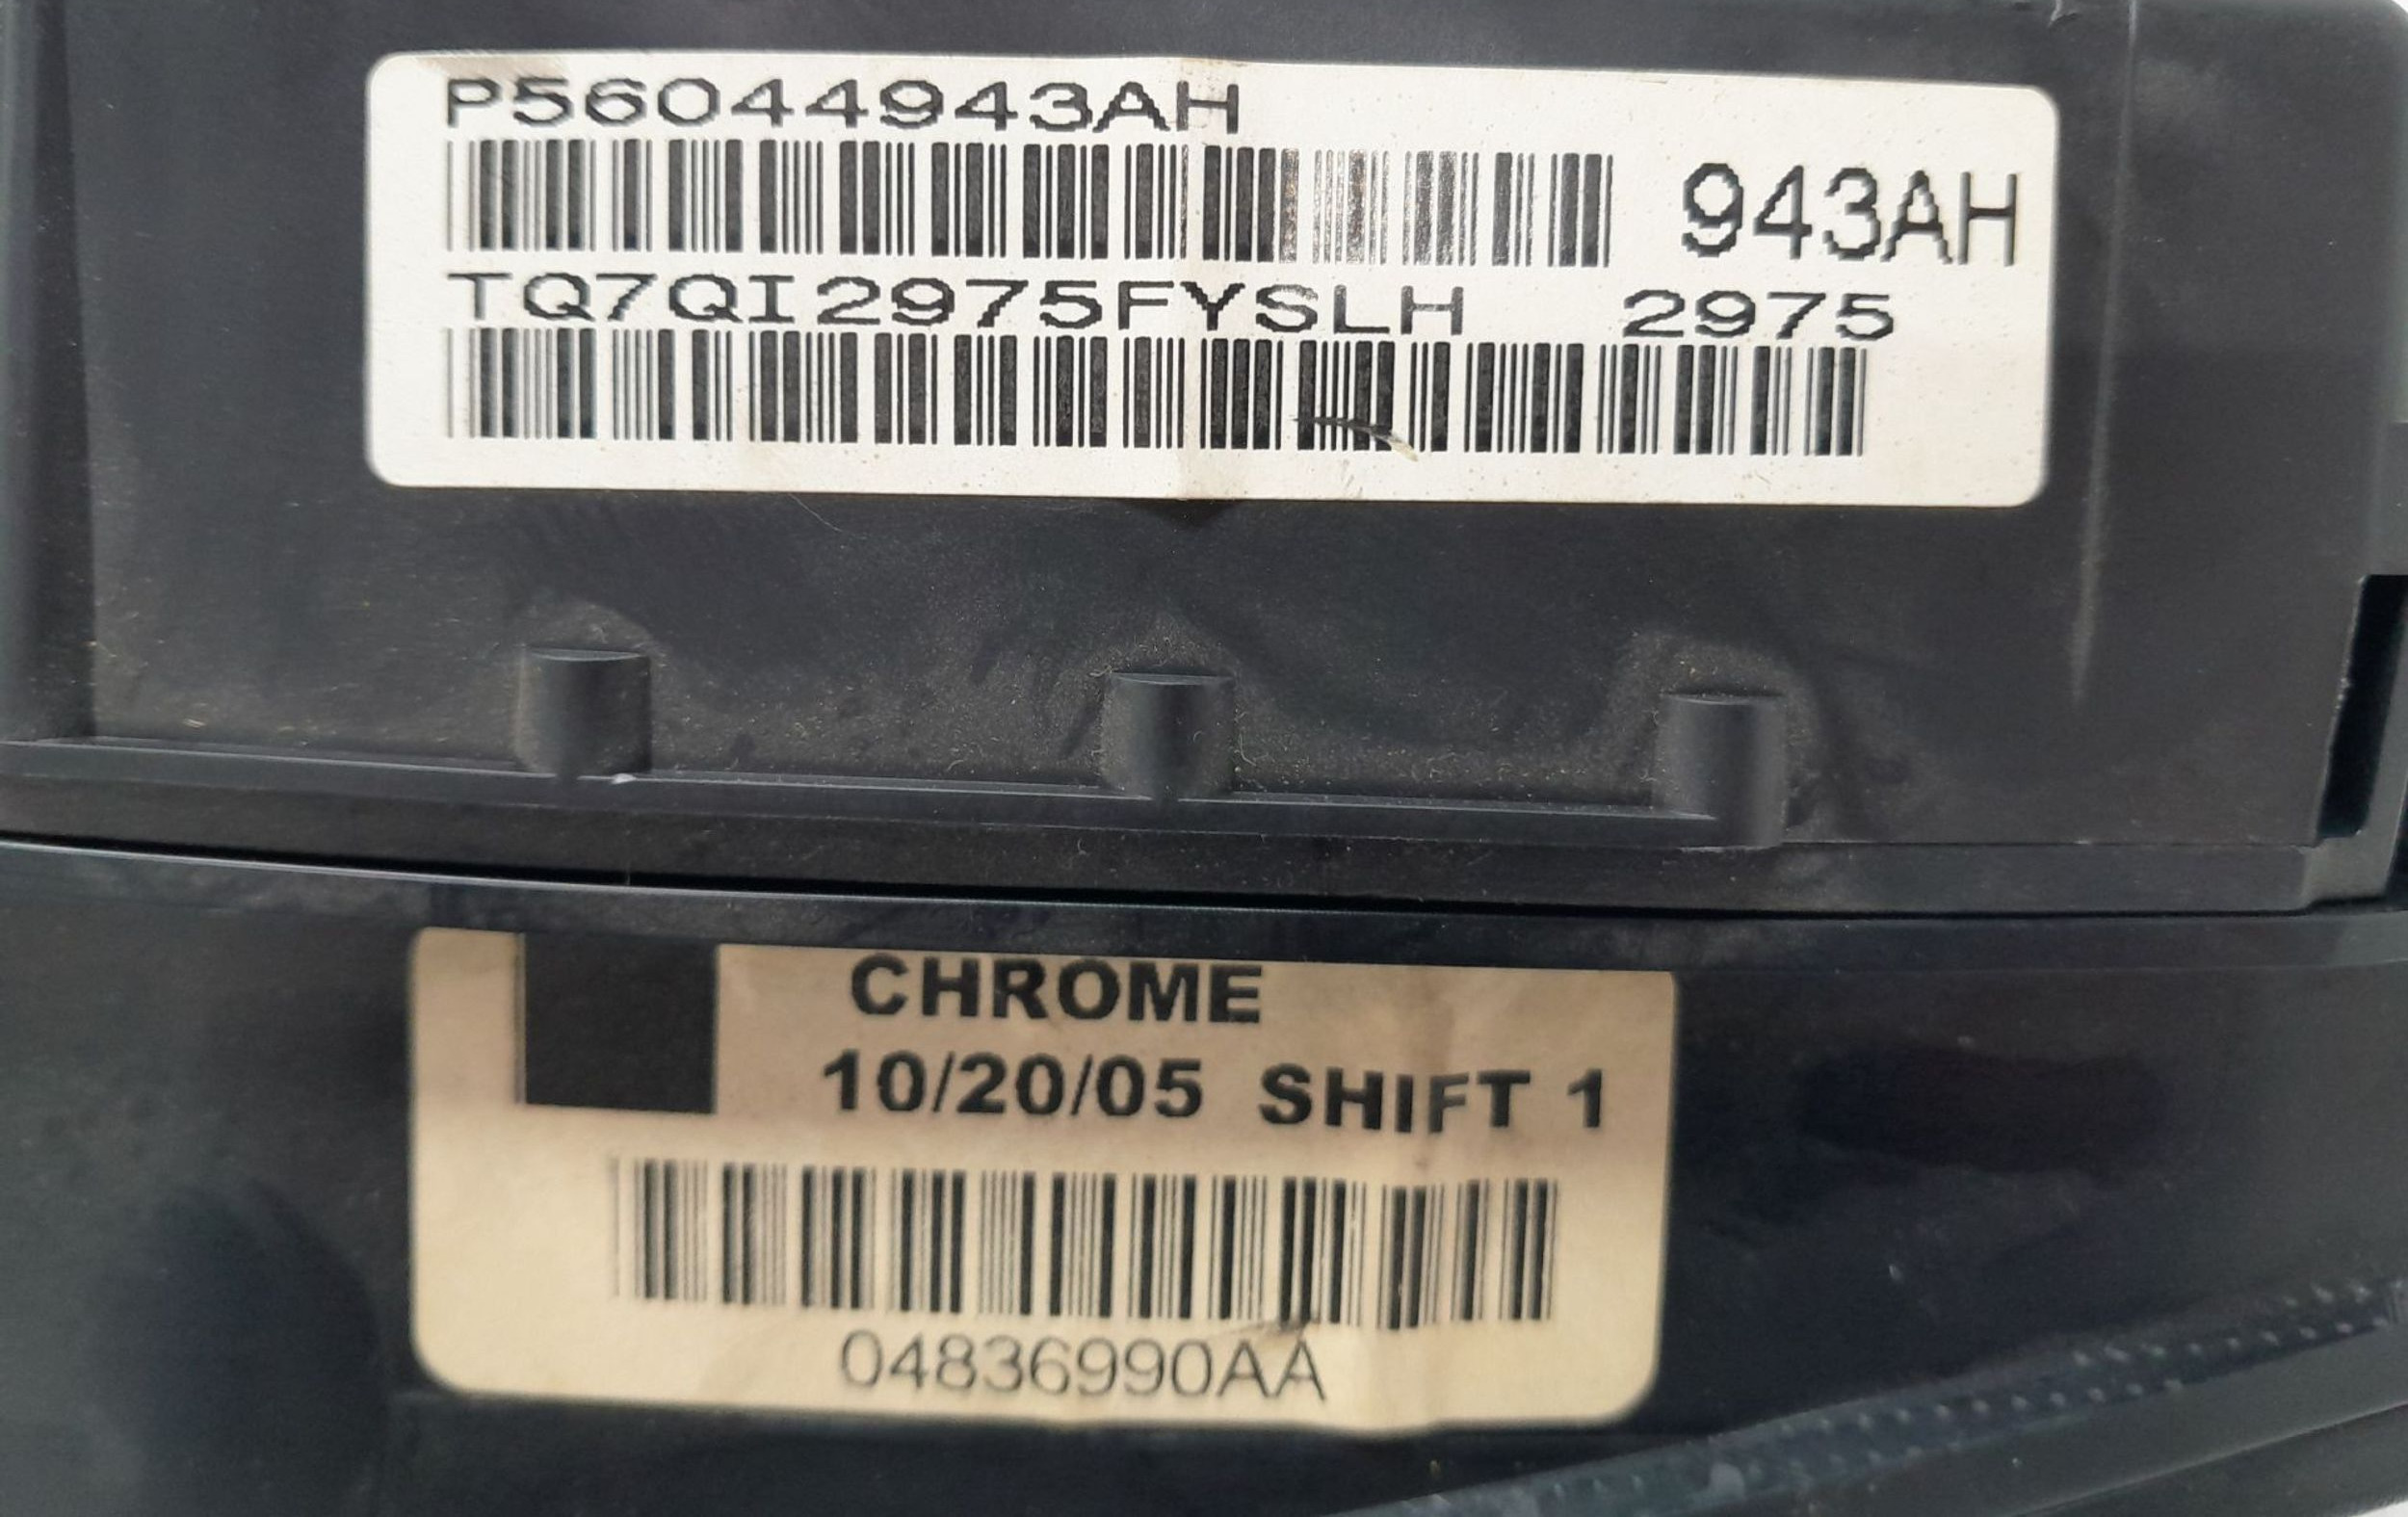 P56044943AH
943AH
TQ7QI2975FYSLH 2975
CHROME
10/20/05 SHIFT 1
04836990AA